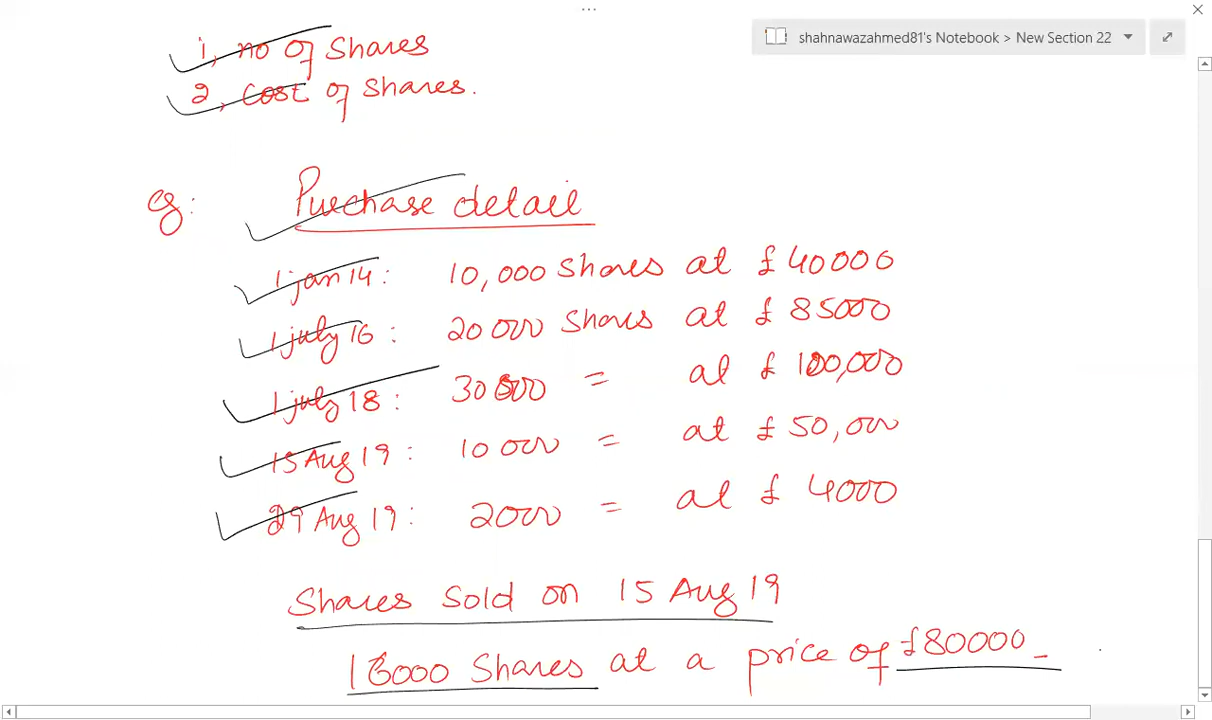 shahnawazahmed81's Notebook > New Section 22
1, no of Shares
2, Cost of Shares.
eg: Purchase detail
1 jan 14: 10,000 Shares at £40000
1 july 16: 20000 Shares at £85000
1 july 18: 30000 = at £100,000
15 Aug 19: 10000 = at £50,000
29 Aug 19: 2000 = at £4000
Shares sold on 15 Aug 19
16000 Shares at a price of £80000